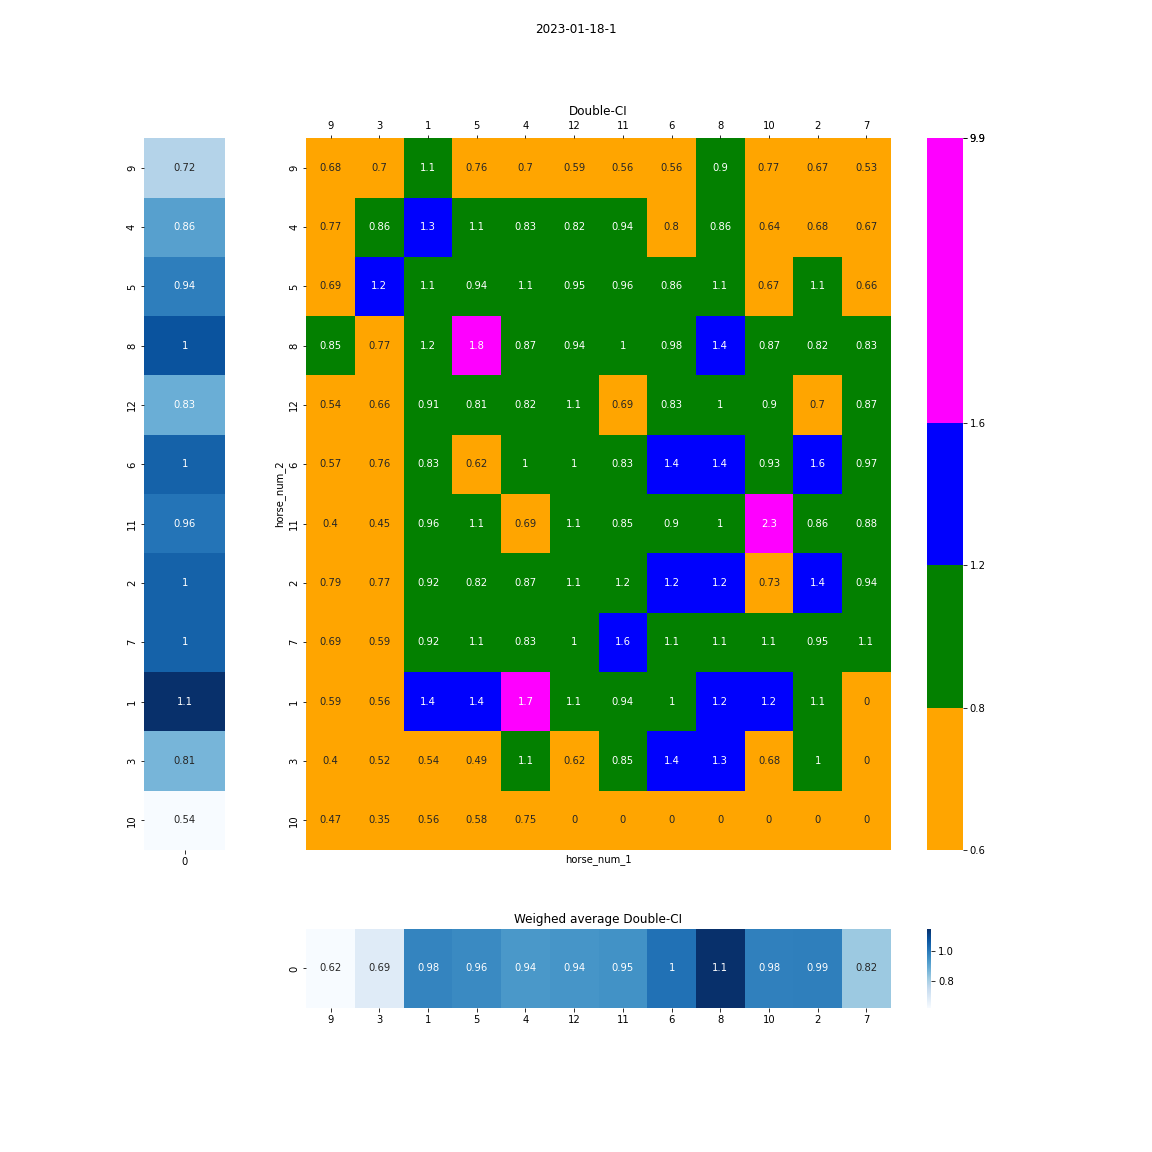 2023-01-18-1
Double-CI
9 3 1 5 4 12 11 6 8 10 2 7
9 0.72 9 0.68 0.7 1.1 0.76 0.7 0.59 0.56 0.56 0.9 0.77 0.67 0.53 9.9
4 0.86 4 0.77 0.86 1.3 1.1 0.83 0.82 0.94 0.8 0.86 0.64 0.68 0.67
5 0.94 5 0.69 1.2 1.1 0.94 1.1 0.95 0.96 0.86 1.1 0.67 1.1 0.66
8 1 8 0.85 0.77 1.2 1.8 0.87 0.94 1 0.98 1.4 0.87 0.82 0.83
12 0.83 12 0.54 0.66 0.91 0.81 0.82 1.1 0.69 0.83 1 0.9 0.7 0.87 1.6
6 1 6 0.57 0.76 0.83 0.62 1 1 0.83 1.4 1.4 0.93 1.6 0.97
horse_num_2
11 0.96 11 0.4 0.45 0.96 1.1 0.69 1.1 0.85 0.9 1 2.3 0.86 0.88
2 1 2 0.79 0.77 0.92 0.82 0.87 1.1 1.2 1.2 1.2 0.73 1.4 0.94 1.2
7 1 7 0.69 0.59 0.92 1.1 0.83 1 1.6 1.1 1.1 1.1 0.95 1.1
1 1.1 1 0.59 0.56 1.4 1.4 1.7 1.1 0.94 1 1.2 1.2 1.1 0 0.8
3 0.81 3 0.4 0.52 0.54 0.49 1.1 0.62 0.85 1.4 1.3 0.68 1 0
10 0.54 10 0.47 0.35 0.56 0.58 0.75 0 0 0 0 0 0 0 0.6
0 horse_num_1
Weighed average Double-CI
0 0.62 0.69 0.98 0.96 0.94 0.94 0.95 1 1.1 0.98 0.99 0.82 1.0
0.8
9 3 1 5 4 12 11 6 8 10 2 7